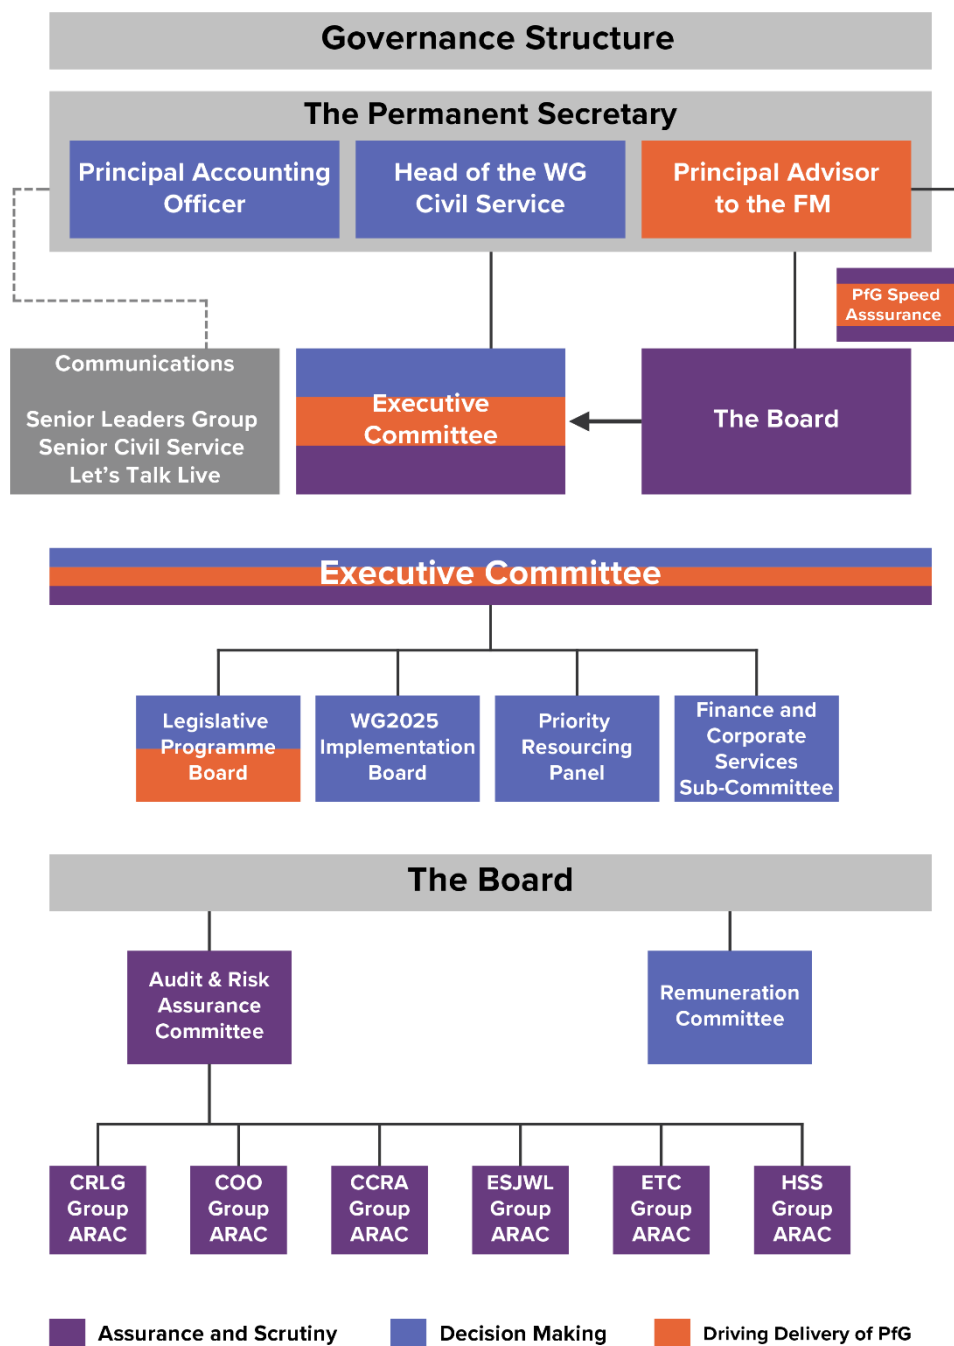 Governance Structure
The Permanent Secretary
Principal Accounting
Officer
Head of the WG
Civil Service
Principal Advisor
to the FM
PfG Speed
Asssurance
Communications
Senior Leaders Group
Senior Civil Service
Let's Talk Live
Executive
Committee
The Board
Executive Committee
Legislative
Programme
Board
WG2025
Implementation
Board
Priority
Resourcing
Panel
Finance and
Corporate
Services
Sub-Committee
The Board
Audit & Risk
Assurance
Committee
Remuneration
Committee
CRLG
Group
ARAC
COO
Group
ARAC
CCRA
Group
ARAC
ESJWL
Group
ARAC
ETC
Group
ARAC
HSS
Group
ARAC
Assurance and Scrutiny
Decision Making
Driving Delivery of PfG